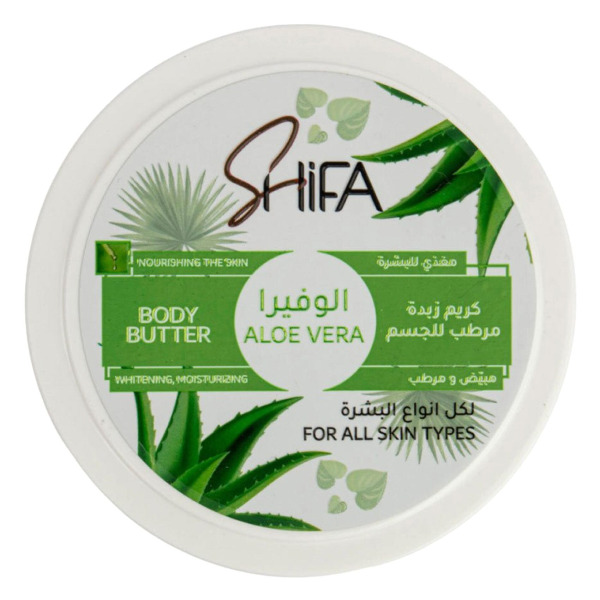 SHiFA
NOURISHING THE SKIN
مغذي للبشرة
BODY
BUTTER
الوفيرا
ALOE VERA
كريم زبدة
مرطب للجسم
WHITENING, MOISTURIZING
مبيّض و مرطب
لكل انواع البشرة
FOR ALL SKIN TYPES